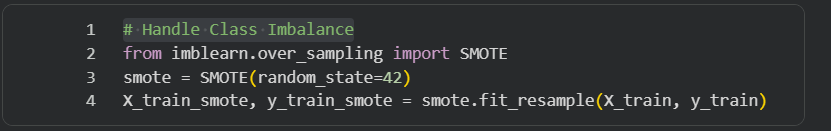 1 # Handle Class Imbalance
2 from imblearn.over_sampling import SMOTE
3 smote = SMOTE(random_state=42)
4 X_train_smote, y_train_smote = smote.fit_resample(X_train, y_train)